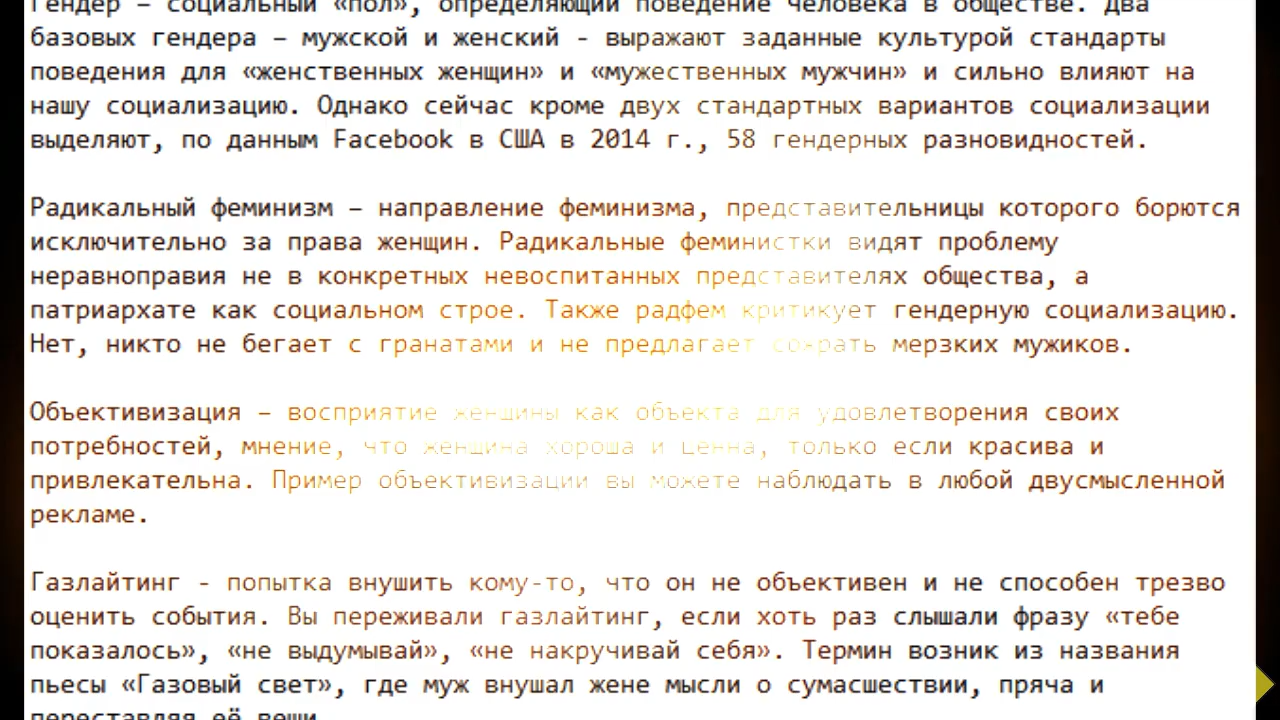 Гендер – социальный «пол», определяющий поведение человека в обществе. Два
базовых гендера – мужской и женский - выражают заданные культурой стандарты
поведения для «женственных женщин» и «мужественных мужчин» и сильно влияют на
нашу социализацию. Однако сейчас кроме двух стандартных вариантов социализации
выделяют, по данным Facebook в США в 2014 г., 58 гендерных разновидностей.
Радикальный феминизм – направление феминизма, представительницы которого борются
исключительно за права женщин. Радикальные феминистки видят проблему
неравноправия не в конкретных невоспитанных представителях общества, а
патриархате как социальном строе. Также радфем критикует гендерную социализацию.
Нет, никто не бегает с гранатами и не предлагает сожрать мерзких мужиков.
Объективизация – восприятие женщины как объекта для удовлетворения своих
потребностей, мнение, что женщина хороша и ценна, только если красива и
привлекательна. Пример объективизации вы можете наблюдать в любой двусмысленной
рекламе.
Газлайтинг - попытка внушить кому-то, что он не объективен и не способен трезво
оценить события. Вы переживали газлайтинг, если хоть раз слышали фразу «тебе
показалось», «не выдумывай», «не накручивай себя». Термин возник из названия
пьесы «Газовый свет», где муж внушал жене мысли о сумасшествии, пряча и
переставляя её вещи.